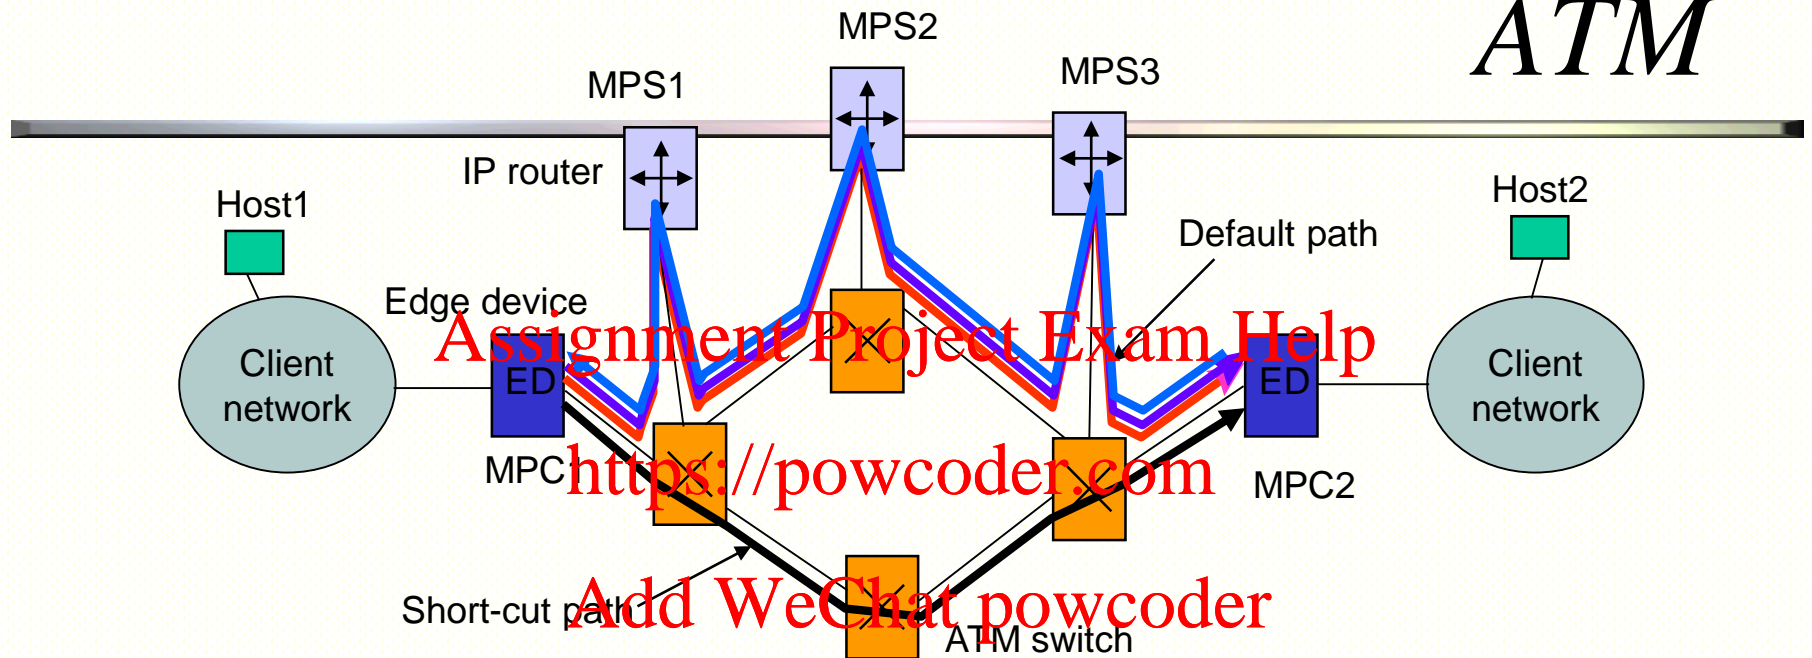 ATM
MPS2
MPS1
MPS3
IP router
Host1
Host2
Default path
Edge device
Assignment Project Exam Help
Client
network
ED
ED
Client
network
MPC1
https://powcoder.com
MPC2
Short-cut path
Add WeChat powcoder
ATM switch